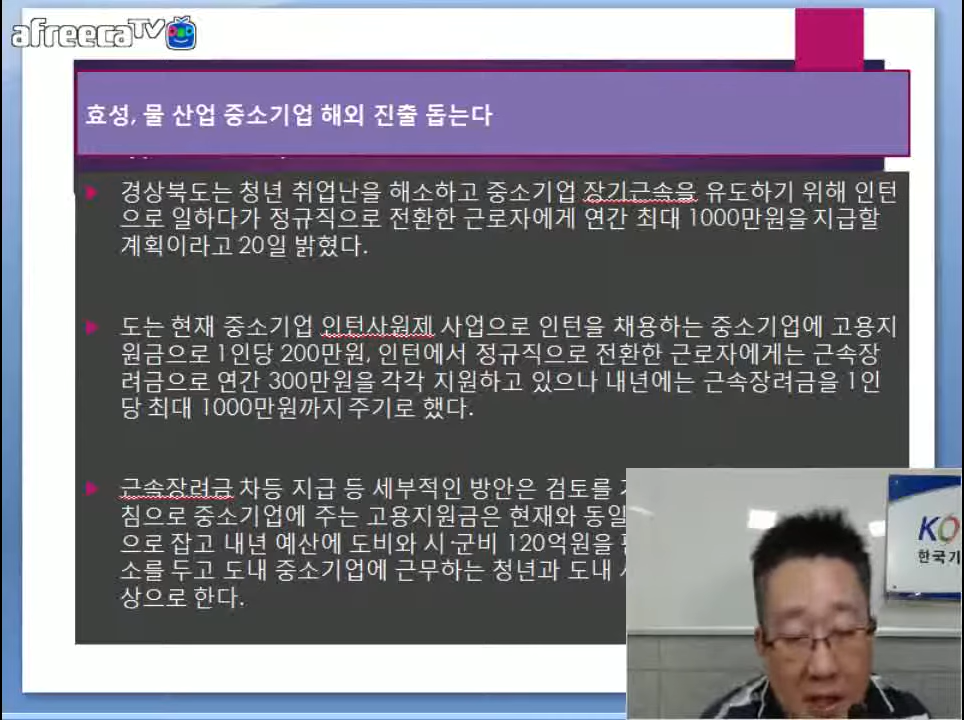 afreecaTV
효성, 물 산업 중소기업 해외 진출 돕는다
경상북도는 청년 취업난을 해소하고 중소기업 장기근속을 유도하기 위해 인턴
으로 일하다가 정규직으로 전환한 근로자에게 연간 최대 1000만원을 지급할
계획이라고 20일 밝혔다.
도는 현재 중소기업 인턴사원제 사업으로 인턴을 채용하는 중소기업에 고용지
원금으로 1인당 200만원, 인턴에서 정규직으로 전환한 근로자에게는 근속장
려금으로 연간 300만원을 각각 지원하고 있으나 내년에는 근속장려금을 1인
당 최대 1000만원까지 주기로 했다.
근속장려금 차등 지급 등 세부적인 방안은 검토를
침으로 중소기업에 주는 고용지원금은 현재와 동일
으로 잡고 내년 예산에 도비와 시·군비 120억원을
소를 두고 도내 중소기업에 근무하는 청년과 도내
상으로 한다.
KO
한국기